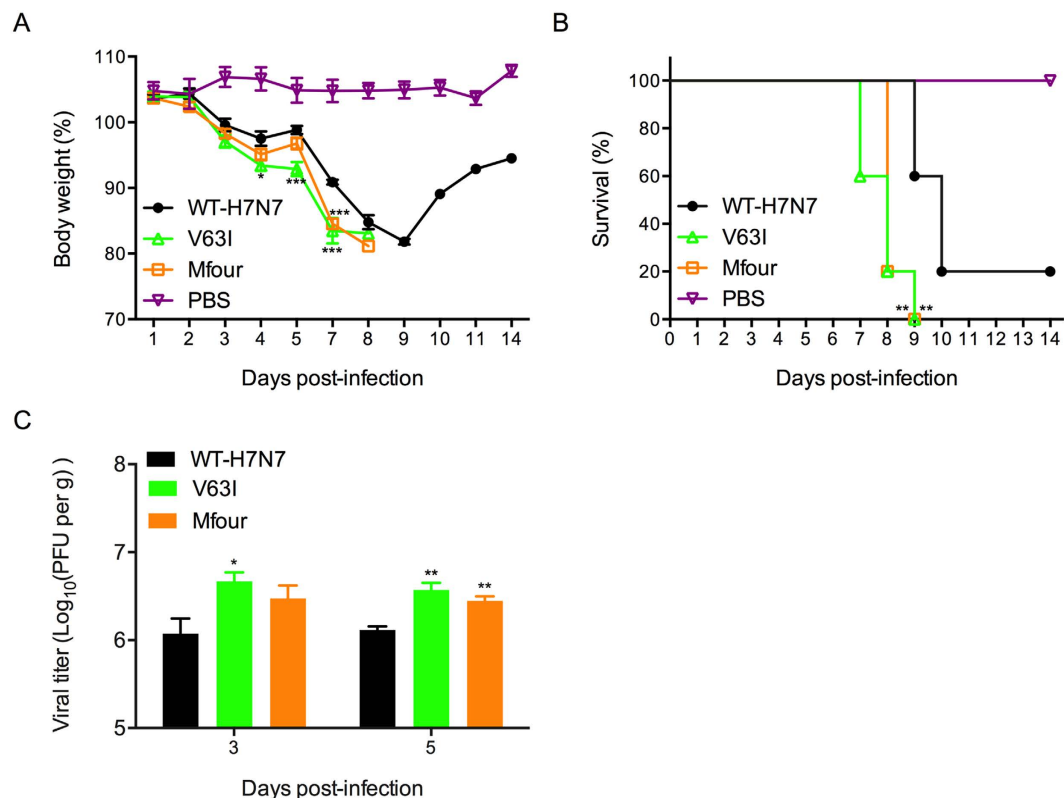 A
Body weight (%)
110
100
90
80
70
* *** *** ***
WT-H7N7
V63I
Mfour
PBS
1 2 3 4 5 7 8 9 10 11 14
Days post-infection
B
Survival (%)
100
80
60
40
20
0
WT-H7N7
V63I
Mfour
PBS
** **
0 1 2 3 4 5 6 7 8 9 10 11 12 13 14
Days post-infection
C
Viral titer (Log10(PFU per g) )
8
7
6
5
WT-H7N7
V63I
Mfour
* ** **
3 5
Days post-infection